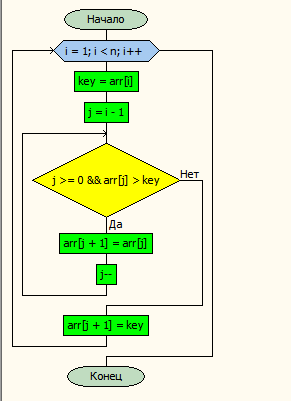 Начало
i = 1; i < n; i++
key = arr[i]
j = i - 1
j >= 0 && arr[j] > key
Нет
Да
arr[j + 1] = arr[j]
j--
arr[j + 1] = key
Конец